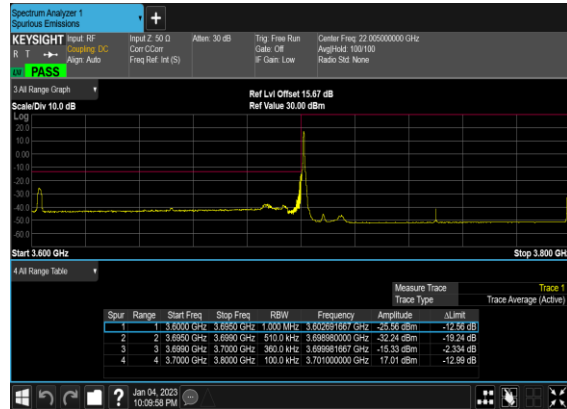 Spectrum Analyzer 1
Spurious Emissions
+
KEYSIGHT Input: RF Input Z: 50 Ω Atten: 30 dB Trig: Free Run Center Freq: 22.005000000 GHz
R T Coupling: DC Corr CCorr Gate: Off Avg|Hold: 100/100
Align: Auto Freq Ref: Int (S) IF Gain: Low Radio Std: None
PASS
3 All Range Graph Ref Lvl Offset 15.67 dB
Scale/Div 10.0 dB Ref Value 30.00 dBm
Log
20.0
10.0
0.00
-10.0
-20.0
-30.0
-40.0
-50.0
-60.0
Start 3.600 GHz Stop 3.800 GH
4 All Range Table
Measure Trace Trace 1
Trace Type Trace Average (Active)
Spur Range Start Freq Stop Freq RBW Frequency Amplitude ΔLimit
1 1 3.6000 GHz 3.6950 GHz 1.000 MHz 3.602691667 GHz -25.56 dBm -12.56 dB
2 2 3.6950 GHz 3.6990 GHz 510.0 kHz 3.698980000 GHz -32.24 dBm -19.24 dB
3 3 3.6990 GHz 3.7000 GHz 360.0 kHz 3.699981667 GHz -15.33 dBm -2.334 dB
4 4 3.7000 GHz 3.8000 GHz 100.0 kHz 3.701000000 GHz 17.01 dBm -12.99 dB
? Jan 04, 2023
10:09:58 PM